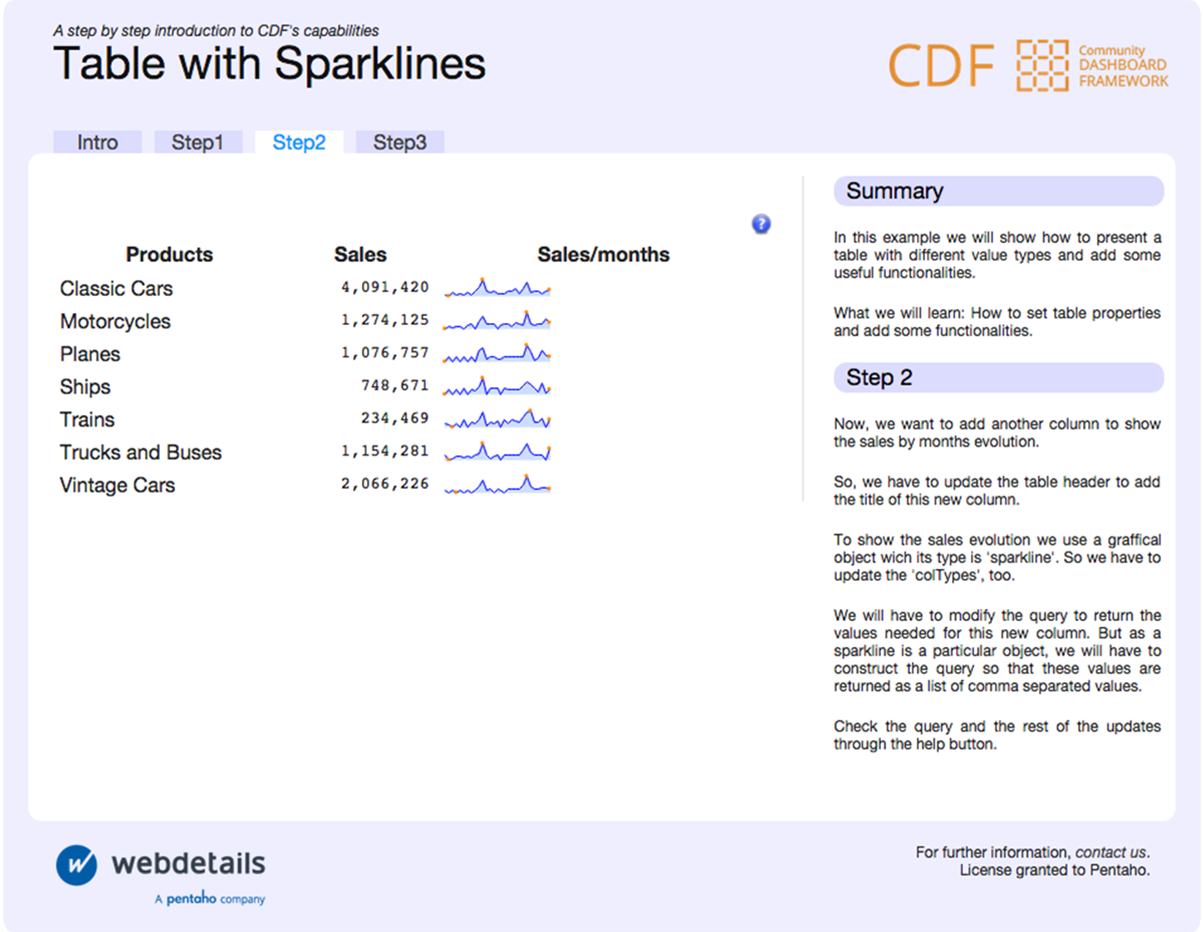 A step by step introduction to CDF's capabilities
Table with Sparklines
CDF
Community
DASHBOARD
FRAMEWORK
Intro Step1 Step2 Step3
?
Products Sales Sales/months
Classic Cars 4,091,420
Motorcycles 1,274,125
Planes 1,076,757
Ships 748,671
Trains 234,469
Trucks and Buses 1,154,281
Vintage Cars 2,066,226
Summary
In this example we will show how to present a
table with different value types and add some
useful functionalities.
What we will learn: How to set table properties
and add some functionalities.
Step 2
Now, we want to add another column to show
the sales by months evolution.
So, we have to update the table header to add
the title of this new column.
To show the sales evolution we use a graffical
object wich its type is 'sparkline'. So we have to
update the 'colTypes', too.
We will have to modify the query to return the
values needed for this new column. But as a
sparkline is a particular object, we will have to
construct the query so that these values are
returned as a list of comma separated values.
Check the query and the rest of the updates
through the help button.
w webdetails
A pentaho company
For further information, contact us.
License granted to Pentaho.